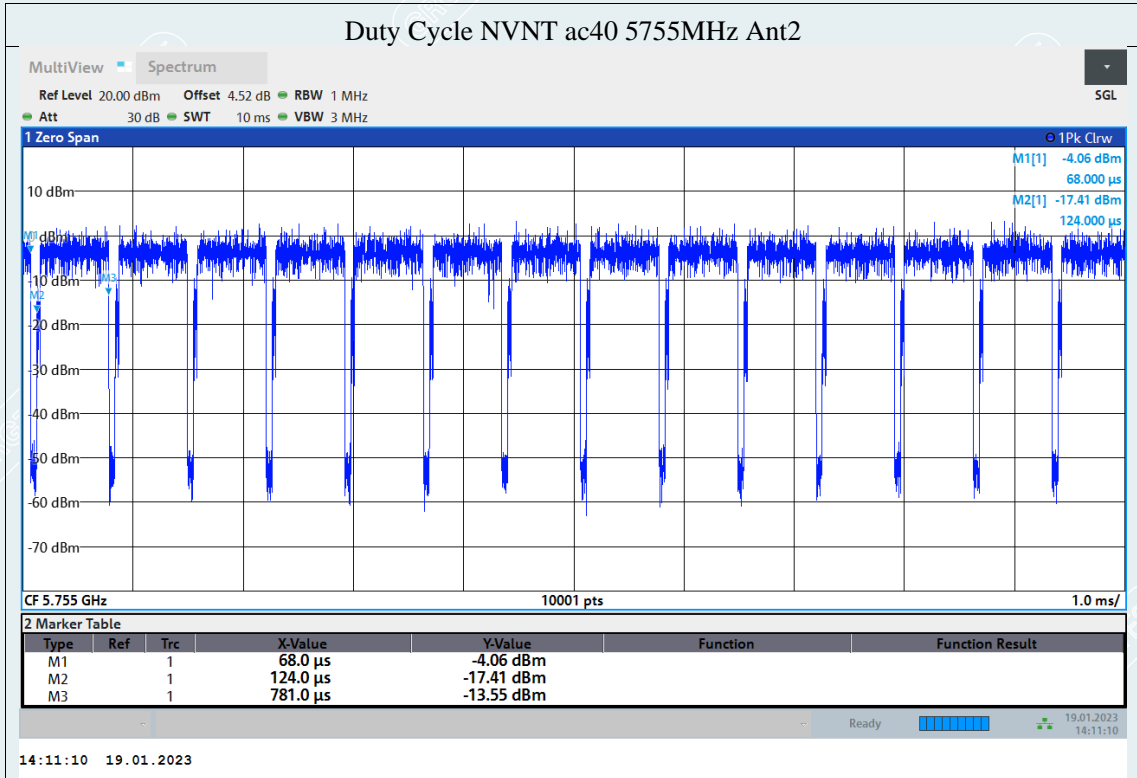 Duty Cycle NVNT ac40 5755MHz Ant2
MultiView Spectrum
Ref Level 20.00 dBm Offset 4.52 dB RBW 1 MHz SGL
Att 30 dB SWT 10 ms VBW 3 MHz
1 Zero Span 1Pk Clrw
M1[1] -4.06 dBm
68.000 µs
M2[1] -17.41 dBm
124.000 µs
10 dBm
M1
0 dBm
M3
-10 dBm
M2
-20 dBm
-30 dBm
-40 dBm
-50 dBm
-60 dBm
-70 dBm
CF 5.755 GHz 10001 pts 1.0 ms/
2 Marker Table
Type Ref Trc X-Value Y-Value Function Function Result
M1 1 68.0 µs -4.06 dBm
M2 1 124.0 µs -17.41 dBm
M3 1 781.0 µs -13.55 dBm
Ready 19.01.2023
14:11:10
14:11:10 19.01.2023